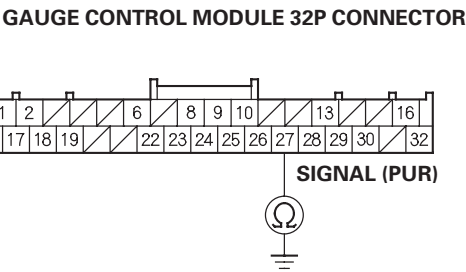 GAUGE CONTROL MODULE 32P CONNECTOR
1 2 6 8 9 10 13 16
17 18 19 22 23 24 25 26 27 28 29 30 32
SIGNAL (PUR)
Ω